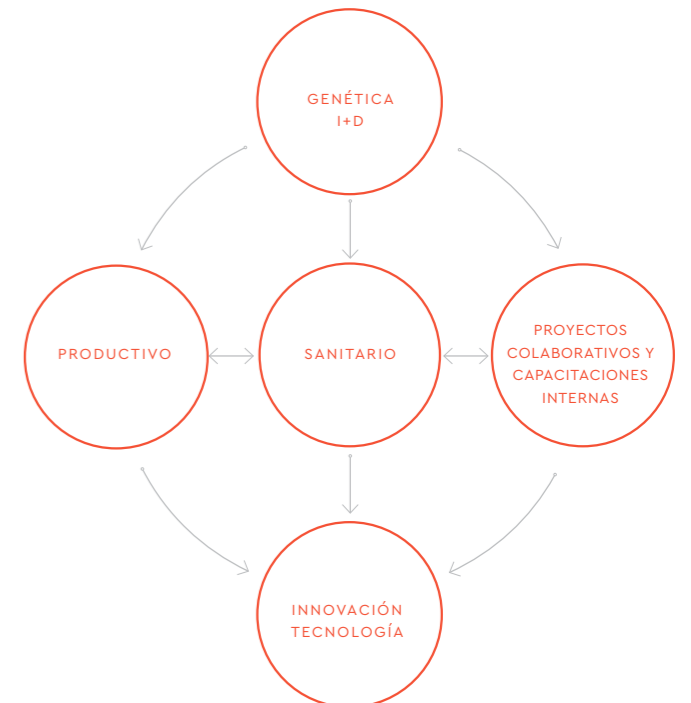 GENÉTICA
I+D
PRODUCTIVO
SANITARIO
PROYECTOS
COLABORATIVOS Y
CAPACITACIONES
INTERNAS
INNOVACIÓN
TECNOLOGÍA